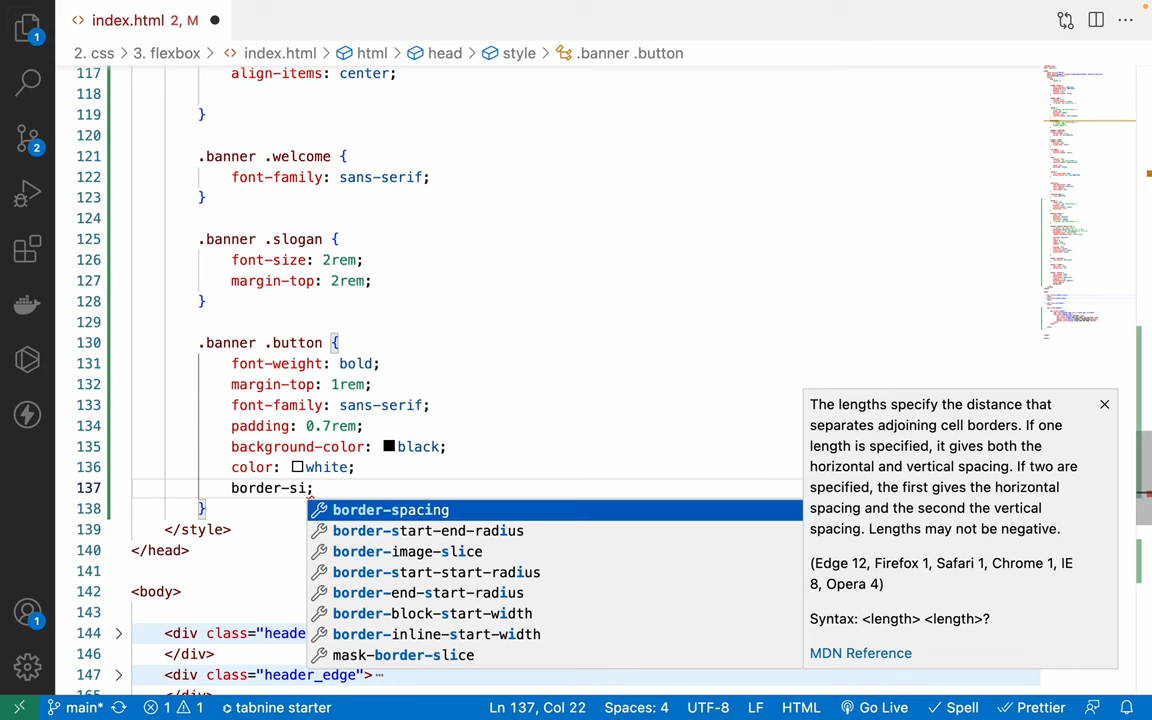 index.html 2, M
2. css > 3. flexbox > index.html > html > head > style > .banner .button
117 align-items: center;
118
119 }
120
121 .banner .welcome {
122 font-family: sans-serif;
123 }
124
125 .banner .slogan {
126 font-size: 2rem;
127 margin-top: 2rem;
128 }
129
130 .banner .button {
131 font-weight: bold;
132 margin-top: 1rem;
133 font-family: sans-serif;
134 padding: 0.7rem;
135 background-color: black;
136 color: white;
137 border-si;
138 }
139 </style>
140 </head>
141
142 <body>
143
144 <div class="heade
146 </div>
147 <div class="header_edge">
165 </div>
border-spacing
border-start-end-radius
border-image-slice
border-start-start-radius
border-end-start-radius
border-block-start-width
border-inline-start-width
mask-border-slice
The lengths specify the distance that
separates adjoining cell borders. If one
length is specified, it gives both the
horizontal and vertical spacing. If two are
specified, the first gives the horizontal
spacing and the second the vertical
spacing. Lengths may not be negative.
(Edge 12, Firefox 1, Safari 1, Chrome 1, IE
8, Opera 4)
Syntax: <length> <length>?
MDN Reference
1
2
1
main* 1 1 tabnine starter Ln 137, Col 22 Spaces: 4 UTF-8 LF HTML Go Live Spell Prettier